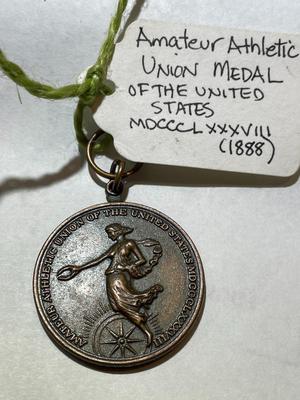 Amateur Athletic
UNION MEDAL
OF THE UNITED
STATES
MDCCCLXXXVIII
(1888)
AMATEUR ATHLETIC UNION OF THE UNITED STATES MDCCCLXXXVIII